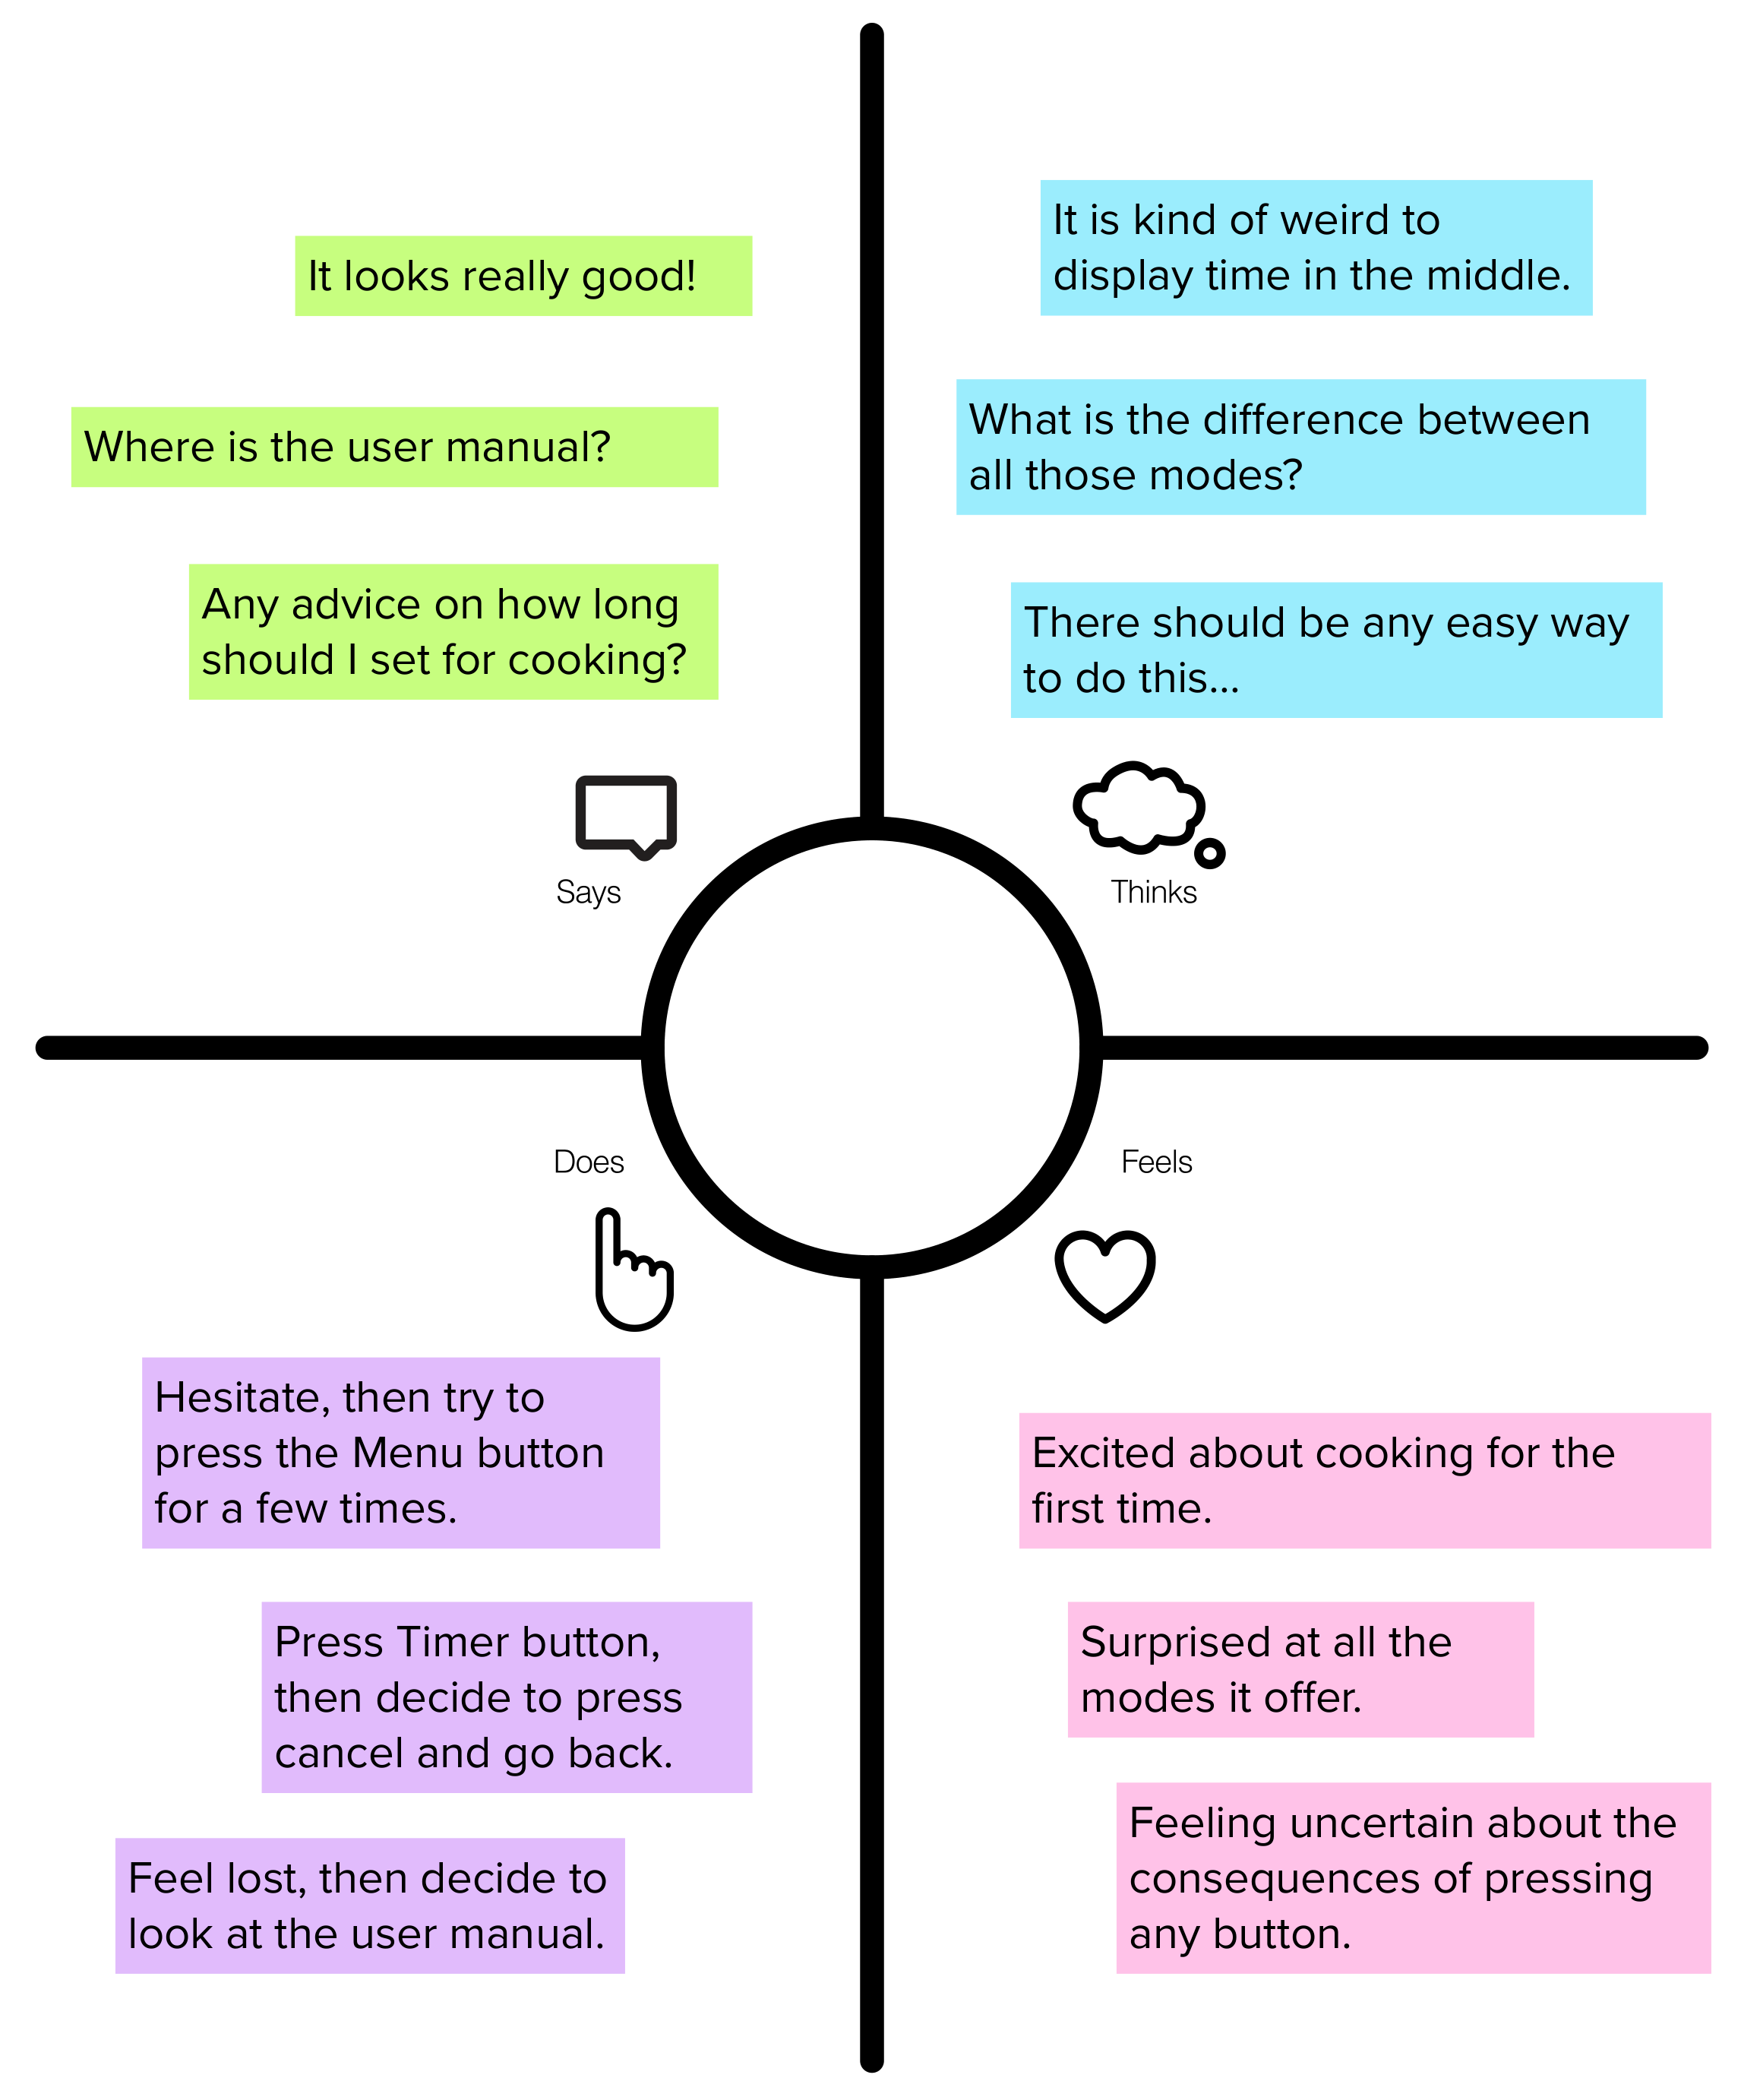 It looks really good!
Where is the user manual?
Any advice on how long
should I set for cooking?
Says
It is kind of weird to
display time in the middle.
What is the difference between
all those modes?
There should be any easy way
to do this...
Thinks
Does
Hesitate, then try to
press the Menu button
for a few times.
Press Timer button,
then decide to press
cancel and go back.
Feel lost, then decide to
look at the user manual.
Feels
Excited about cooking for the
first time.
Surprised at all the
modes it offer.
Feeling uncertain about the
consequences of pressing
any button.